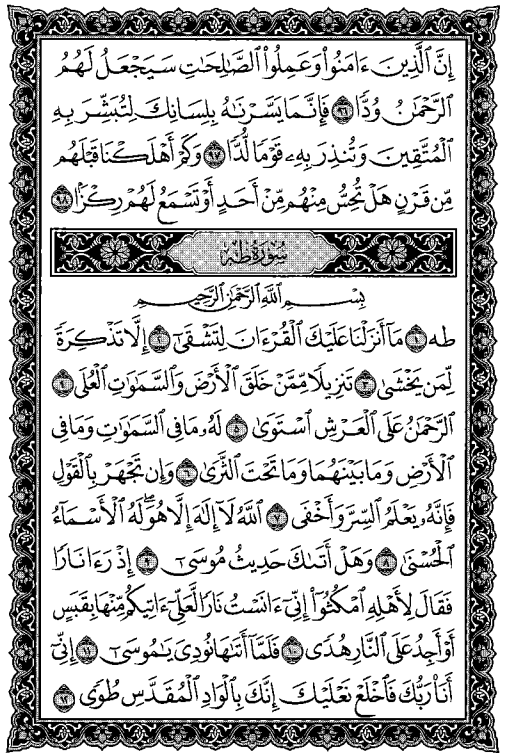 إِنَّ ٱلَّذِينَ ءَامَنُوا۟ وَعَمِلُوا۟ ٱلصَّٰلِحَٰتِ سَيَجْعَلُ لَهُمُ
ٱلرَّحْمَٰنُ وُدًّا ٩٦ فَإِنَّمَا يَسَّرْنَٰهُ بِلِسَانِكَ لِتُبَشِّرَ بِهِ
ٱلْمُتَّقِينَ وَتُنذِرَ بِهِۦ قَوْمًا لُّدًّا ٩٧ وَكَمْ أَهْلَكْنَا قَبْلَهُم
مِّن قَرْنٍ هَلْ تُحِسُّ مِنْهُم مِّنْ أَحَدٍ أَوْ تَسْمَعُ لَهُمْ رِكْزًۢا ٩٨
سُورَةُ طه
بِسْمِ ٱللَّهِ ٱلرَّحْمَٰنِ ٱلرَّحِيمِ
طه ١ مَآ أَنزَلْنَا عَلَيْكَ ٱلْقُرْءَانَ لِتَشْقَىٰٓ ٢ إِلَّا تَذْكِرَةً
لِّمَن يَخْشَىٰ ٣ تَنزِيلًا مِّمَّنْ خَلَقَ ٱلْأَرْضَ وَٱلسَّمَٰوَٰتِ ٱلْعُلَى ٤
ٱلرَّحْمَٰنُ عَلَى ٱلْعَرْشِ ٱسْتَوَىٰ ٥ لَهُۥ مَا فِى ٱلسَّمَٰوَٰتِ وَمَا فِى
ٱلْأَرْضِ وَمَا بَيْنَهُمَا وَمَا تَحْتَ ٱلثَّرَىٰ ٦ وَإِن تَجْهَرْ بِٱلْقَوْلِ
فَإِنَّهُۥ يَعْلَمُ ٱلسِّرَّ وَأَخْفَى ٧ ٱللَّهُ لَآ إِلَٰهَ إِلَّا هُوَ ۖ لَهُ ٱلْأَسْمَآءُ
ٱلْحُسْنَىٰ ٨ وَهَلْ أَتَىٰكَ حَدِيثُ مُوسَىٰٓ ٩ إِذْ رَءَا نَارًا
فَقَالَ لِأَهْلِهِ ٱمْكُثُوٓا۟ إِنِّىٓ ءَانَسْتُ نَارًا لَّعَلِّىٓ ءَاتِيكُم مِّنْهَا بِقَبَسٍ
أَوْ أَجِدُ عَلَى ٱلنَّارِ هُدًى ١٠ فَلَمَّآ أَتَىٰهَا نُودِىَ يَٰمُوسَىٰٓ ١١ إِنِّىٓ
أَنَا۠ رَبُّكَ فَٱخْلَعْ نَعْلَيْكَ ۖ إِنَّكَ بِٱلْوَادِ ٱلْمُقَدَّسِ طُوًى ١٢